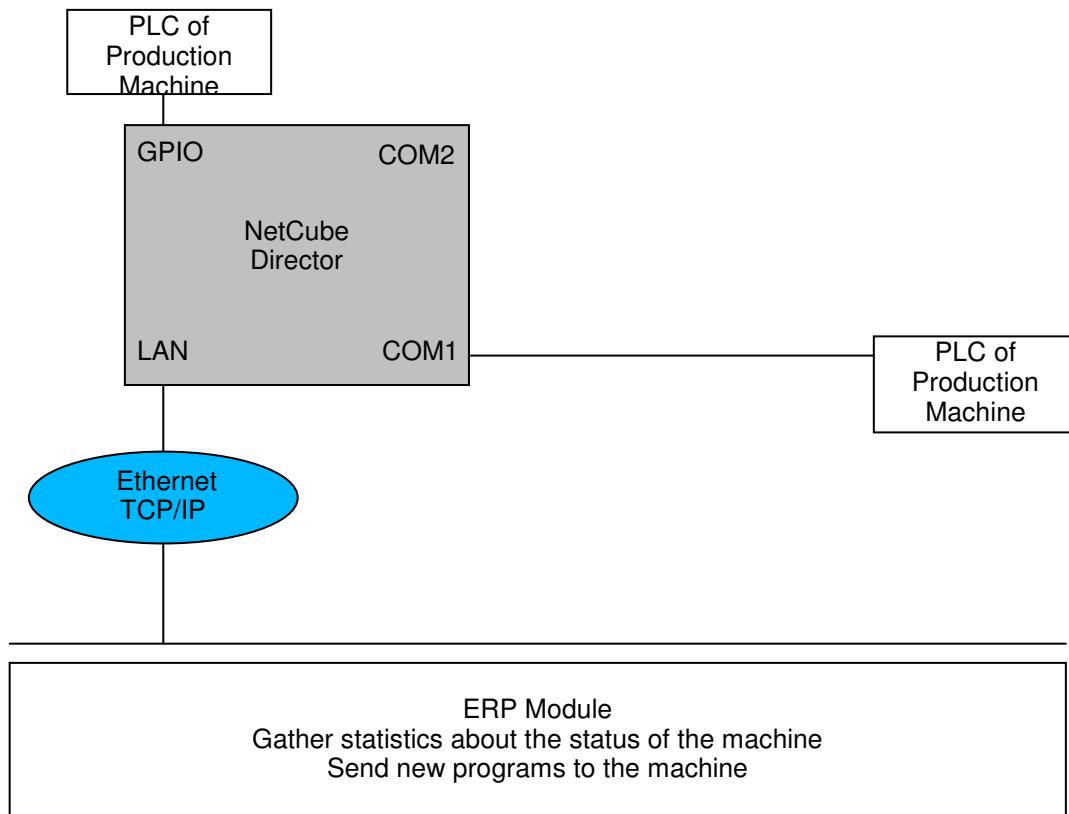 PLC of
Production
Machine
GPIO
COM2
NetCube
Director
LAN
COM1
PLC of
Production
Machine
Ethernet
TCP/IP
ERP Module
Gather statistics about the status of the machine
Send new programs to the machine